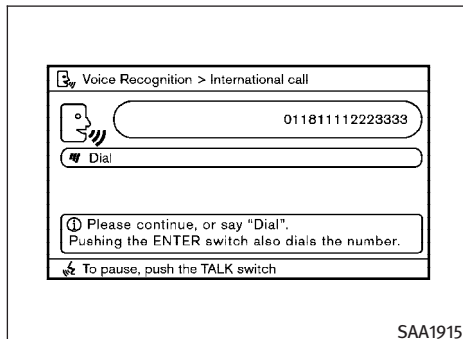 Voice Recognition > International call
011811112223333
Dial
Please continue, or say “Dial”.
Pushing the ENTER switch also dials the number.
To pause, push the TALK switch
SAA1915